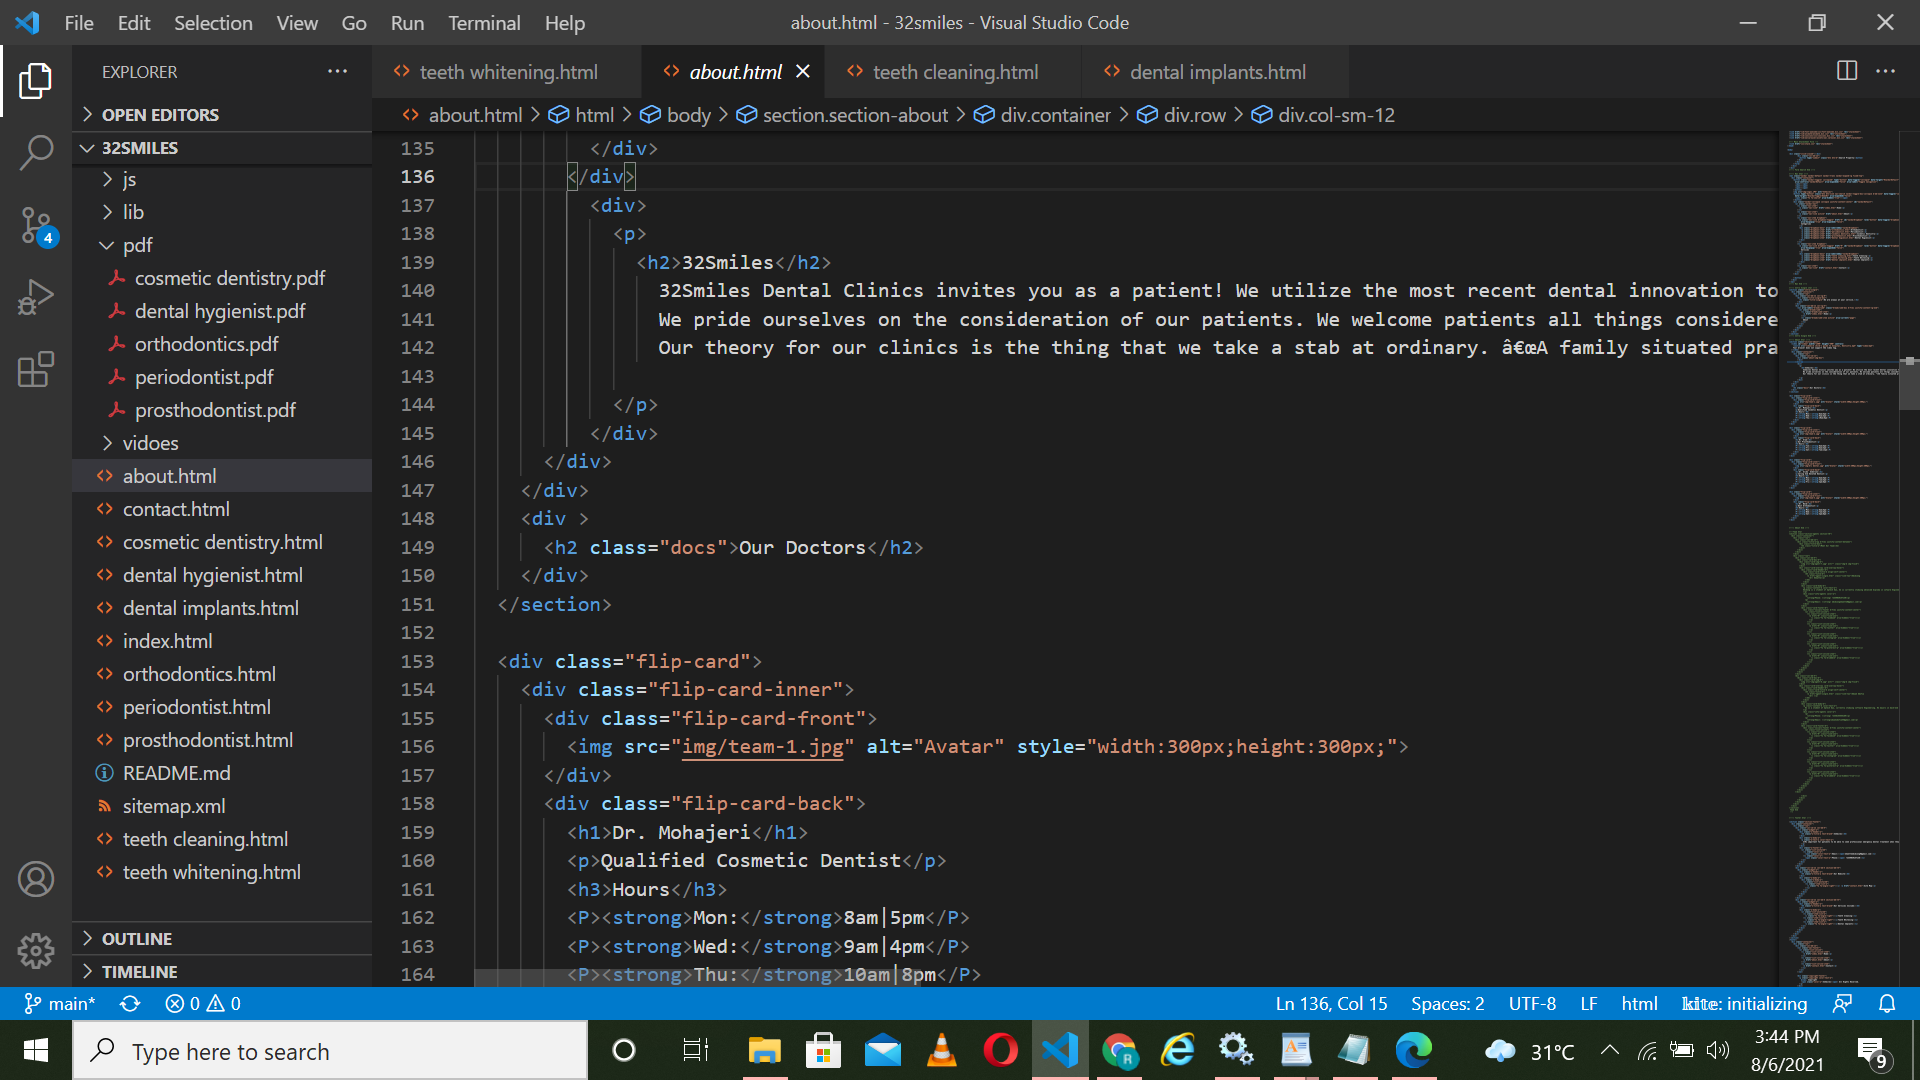 File Edit Selection View Go Run Terminal Help
about.html - 32smiles - Visual Studio Code
EXPLORER
teeth whitening.html
about.html
teeth cleaning.html
dental implants.html
OPEN EDITORS
about.html > html > body > section.section-about > div.container > div.row > div.col-sm-12
32SMILES
js
lib
pdf
cosmetic dentistry.pdf
dental hygienist.pdf
orthodontics.pdf
periodontist.pdf
prosthodontist.pdf
vidoes
about.html
contact.html
cosmetic dentistry.html
dental hygienist.html
dental implants.html
index.html
orthodontics.html
periodontist.html
prosthodontist.html
README.md
sitemap.xml
teeth cleaning.html
teeth whitening.html
OUTLINE
TIMELINE
4
135 </div>
136 </div>
137 <div>
138 <p>
139 <h2>32Smiles</h2>
140 32Smiles Dental Clinics invites you as a patient! We utilize the most recent dental innovation to
141 We pride ourselves on the consideration of our patients. We welcome patients all things considere
142 Our theory for our clinics is the thing that we take a stab at ordinary. â€œA family situated pra
143
144 </p>
145 </div>
146 </div>
147 </div>
148 <div >
149 <h2 class="docs">Our Doctors</h2>
150 </div>
151 </section>
152
153 <div class="flip-card">
154 <div class="flip-card-inner">
155 <div class="flip-card-front">
156 <img src="img/team-1.jpg" alt="Avatar" style="width:300px;height:300px;">
157 </div>
158 <div class="flip-card-back">
159 <h1>Dr. Mohajeri</h1>
160 <p>Qualified Cosmetic Dentist</p>
161 <h3>Hours</h3>
162 <P><strong>Mon:</strong>8am|5pm</P>
163 <P><strong>Wed:</strong>9am|4pm</P>
164 <P><strong>Thu:</strong>10am|8pm</P>
main* 0 0
Ln 136, Col 15 Spaces: 2 UTF-8 LF html kite: initializing
Type here to search
31°C
3:44 PM
8/6/2021
9